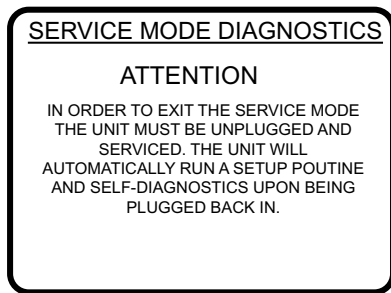 SERVICE MODE DIAGNOSTICS
ATTENTION
IN ORDER TO EXIT THE SERVICE MODE
THE UNIT MUST BE UNPLUGGED AND
SERVICED. THE UNIT WILL
AUTOMATICALLY RUN A SETUP POUTINE
AND SELF-DIAGNOSTICS UPON BEING
PLUGGED BACK IN.